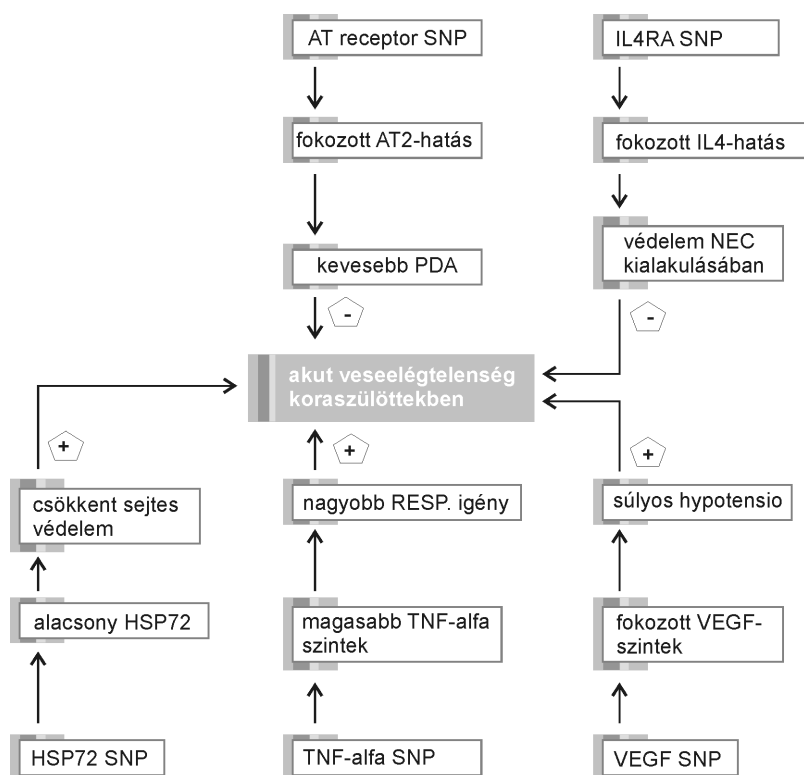 AT receptor SNP
IL4RA SNP
fokozott AT2-hatás
fokozott IL4-hatás
kevesebb PDA
védelem NEC
kialakulásában
-
-
akut veseelégtelenség
koraszülöttekben
+
+
+
csökkent sejtes
védelem
nagyobb RESP. igény
súlyos hypotensio
alacsony HSP72
magasabb TNF-alfa
szintek
fokozott VEGF-
szintek
HSP72 SNP
TNF-alfa SNP
VEGF SNP